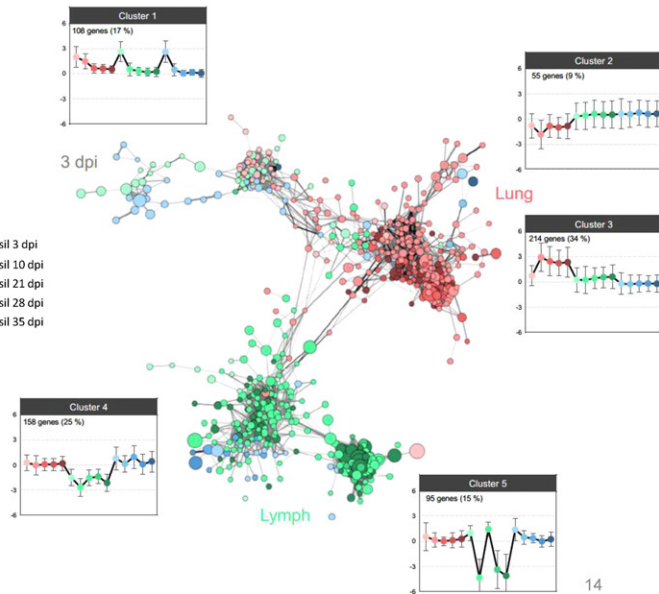 Cluster 1
6
108 genes (17 %)
3
0
-3
-6
Cluster 2
6
55 genes (9 %)
3
0
-3
-6
3 dpi
Lung
Cluster 3
6
214 genes (34 %)
3
0
-3
-6
sil 3 dpi
sil 10 dpi
sil 21 dpi
sil 28 dpi
sil 35 dpi
Cluster 4
6
158 genes (25 %)
3
0
-3
-6
Cluster 5
6
95 genes (15 %)
3
0
-3
-6
Lymph
14